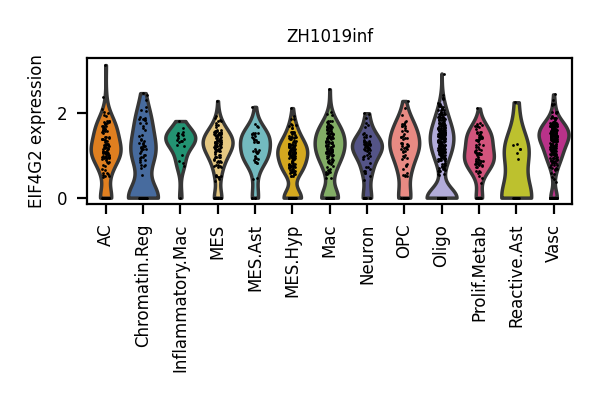 ZH1019inf
EIF4G2 expression
2
0
AC
Chromatin.Reg
Inflammatory.Mac
MES
MES.Ast
MES.Hyp
Mac
Neuron
OPC
Oligo
Prolif.Metab
Reactive.Ast
Vasc